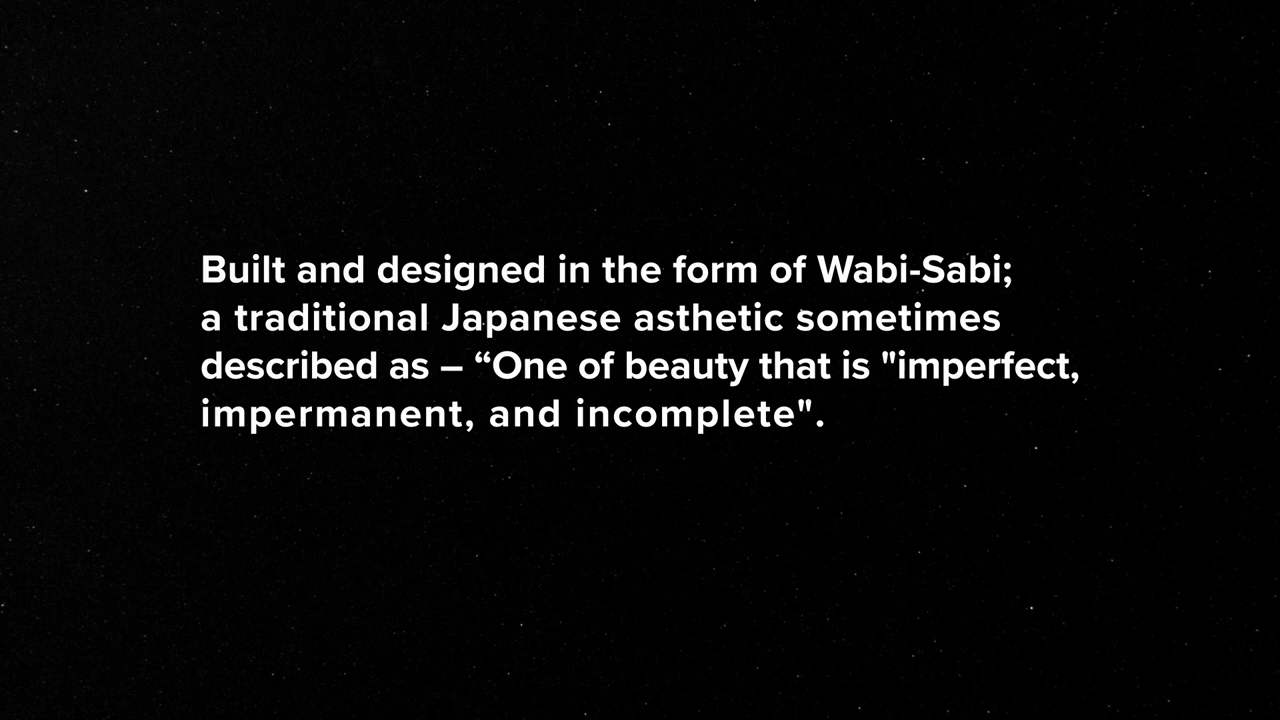 Built and designed in the form of Wabi-Sabi;
a traditional Japanese asthetic sometimes
described as – “One of beauty that is "imperfect,
impermanent, and incomplete".